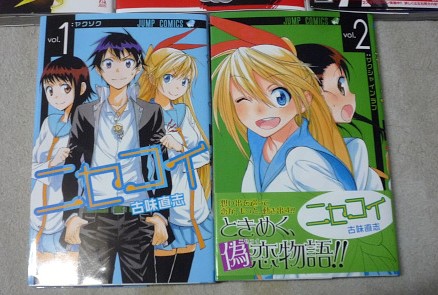 JUMP COMICS
vol. 1
:ヤクソク
ニセコイ
古味直志
JUMP COMICS
vol. 2
ときめく、
偽恋物語!!
ニセコイ
古味直志